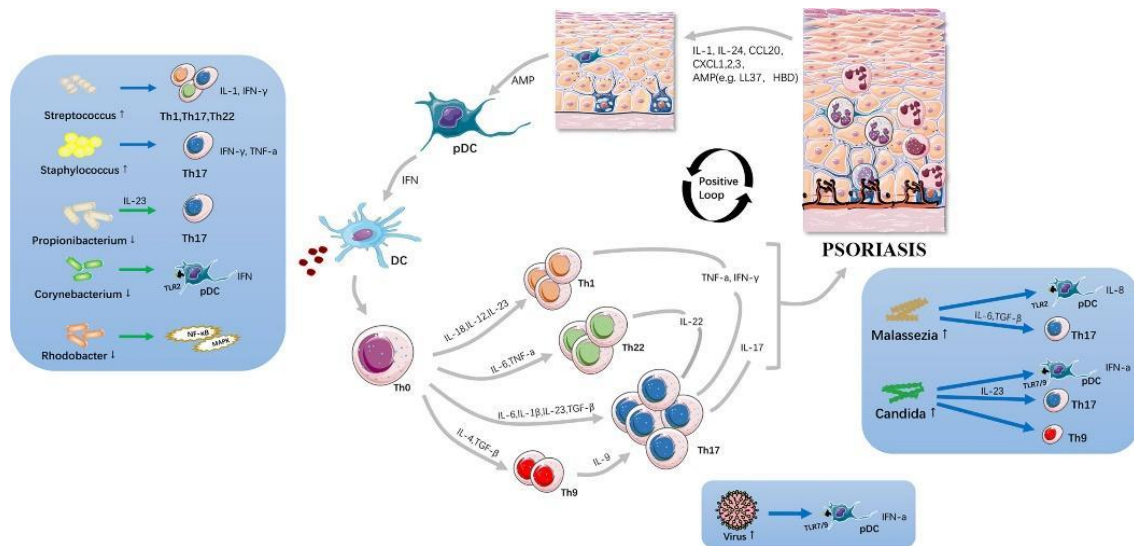 Streptococcus ↑
IL-1, IFN-γ
Th1,Th17,Th22
Staphylococcus ↑
IFN-γ, TNF-a
Th17
Propionibacterium ↓
IL-23
Th17
Corynebacterium ↓
TLR2
pDC
IFN
Rhodobacter ↓
NF-κB
MAPK
AMP
pDC
IFN
DC
Th0
IL-1, IL-24, CCL20,
CXCL1,2,3,
AMP(e.g. LL37, HBD)
Positive
Loop
PSORIASIS
IL-18,IL-12,IL-23
Th1
TNF-a, IFN-γ
IL-6,TNF-a
Th22
IL-22
IL-17
IL-6,IL-1β,IL-23,TGF-β
Th17
IL-4,TGF-β
Th9
IL-9
Malassezia ↑
TLR2
pDC
IL-8
IL-6,TGF-β
Th17
Candida ↑
TLR7/9
pDC
IFN-a
IL-23
Th17
Th9
Virus ↑
TLR7/9
pDC
IFN-a